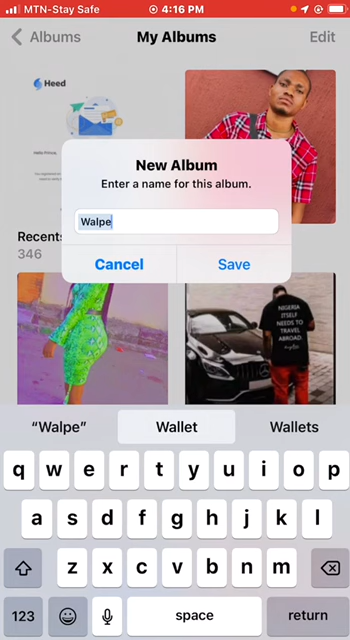 MTN-Stay Safe
4:16 PM
Albums
My Albums
Edit
Heed
New Album
Enter a name for this album.
Walpe
Cancel
Save
Recents
346
NIGERIA
ITSELF
NEEDS TO
TRAVEL
ABROAD.
"Walpe"
Wallet
Wallets
q w e r t y u i o p
a s d f g h j k l
z x c v b n m
123
space
return